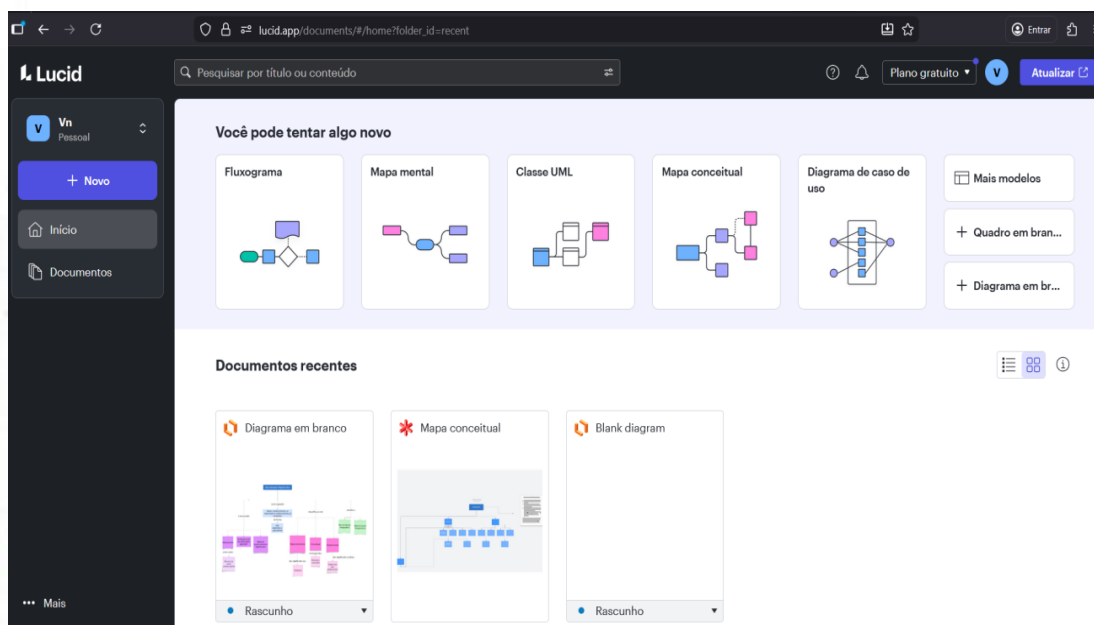 lucid.app/documents/#/home?folder_id=recent
Entrar
Lucid
Pesquisar por título ou conteúdo
Plano gratuito
V
Atualizar
V
Vn
Pessoal
+ Novo
Início
Documentos
Você pode tentar algo novo
Fluxograma
Mapa mental
Classe UML
Mapa conceitual
Diagrama de caso de
uso
Mais modelos
+ Quadro em bran...
+ Diagrama em br...
Documentos recentes
Diagrama em branco
Mapa conceitual
Blank diagram
Rascunho
Rascunho
Mais